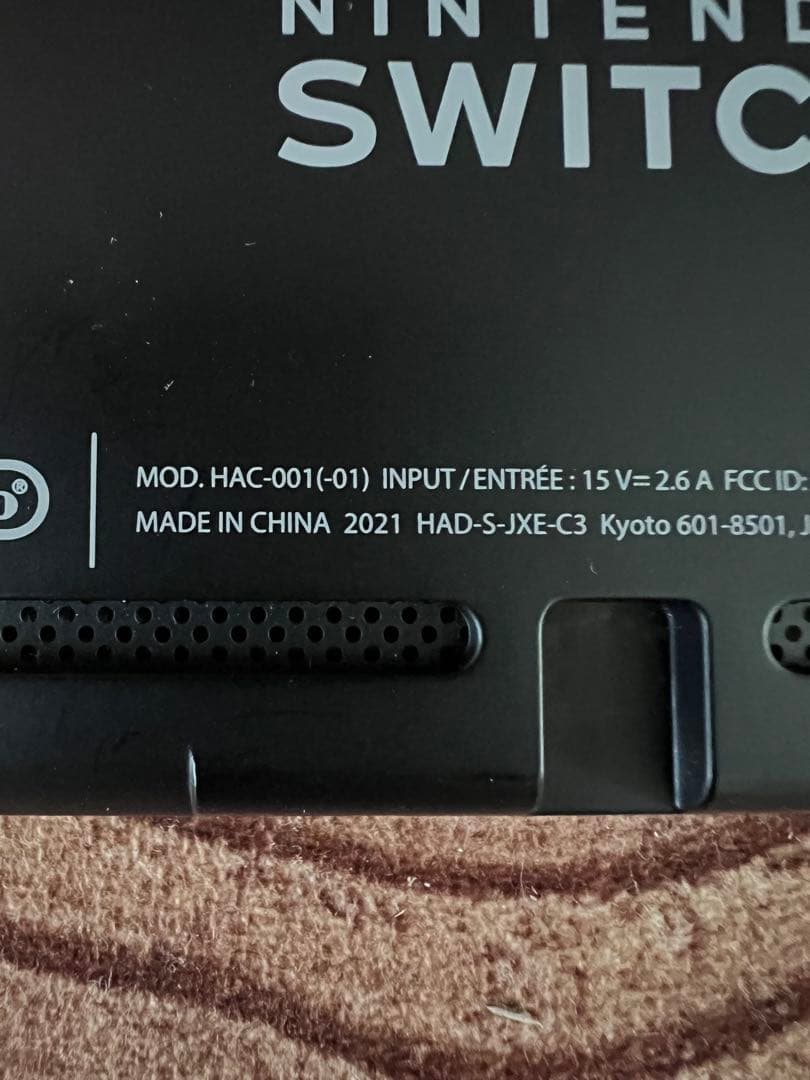 NINTEND
SWITC
MOD. HAC-001(-01) INPUT / ENTRÉE : 15 V⎓ 2.6 A FCC ID:
MADE IN CHINA 2021 HAD-S-JXE-C3 Kyoto 601-8501, J